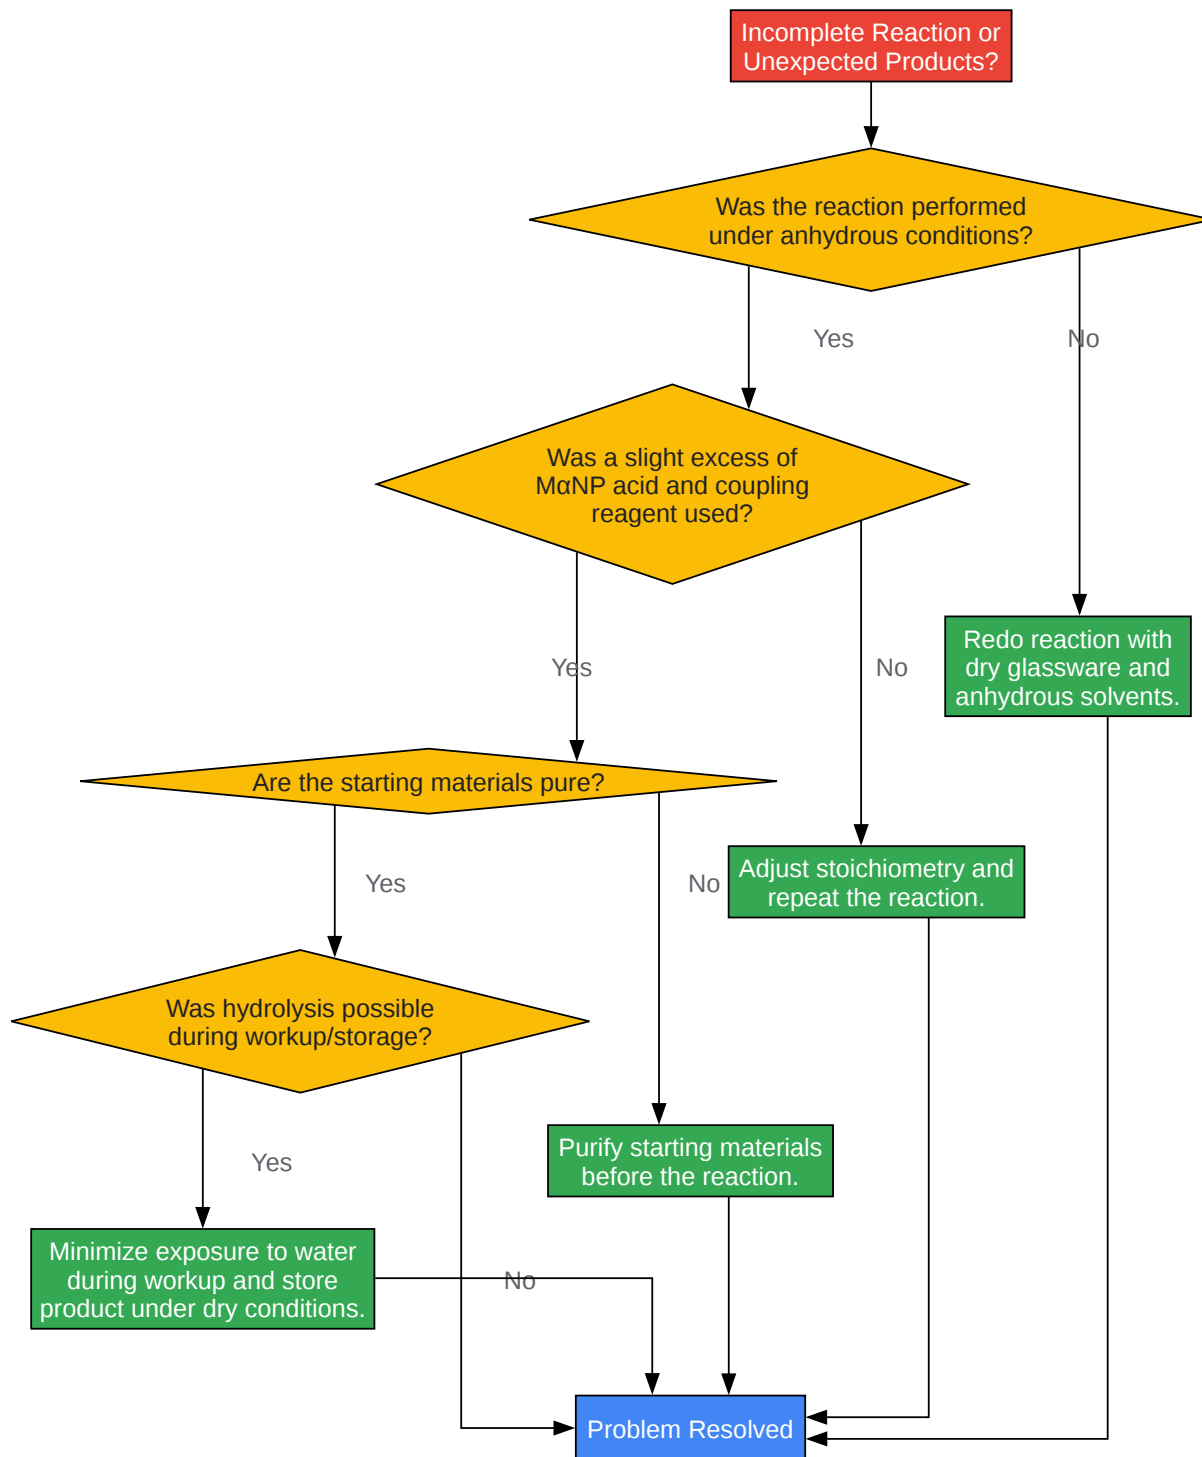 Incomplete Reaction or
Unexpected Products?
Was the reaction performed
under anhydrous conditions?
Yes
No
Was a slight excess of
MαNP acid and coupling
reagent used?
Redo reaction with
dry glassware and
anhydrous solvents.
Yes
No
Are the starting materials pure?
Adjust stoichiometry and
repeat the reaction.
Yes
No
Was hydrolysis possible
during workup/storage?
Purify starting materials
before the reaction.
Yes
Minimize exposure to water
during workup and store
product under dry conditions.
No
Problem Resolved